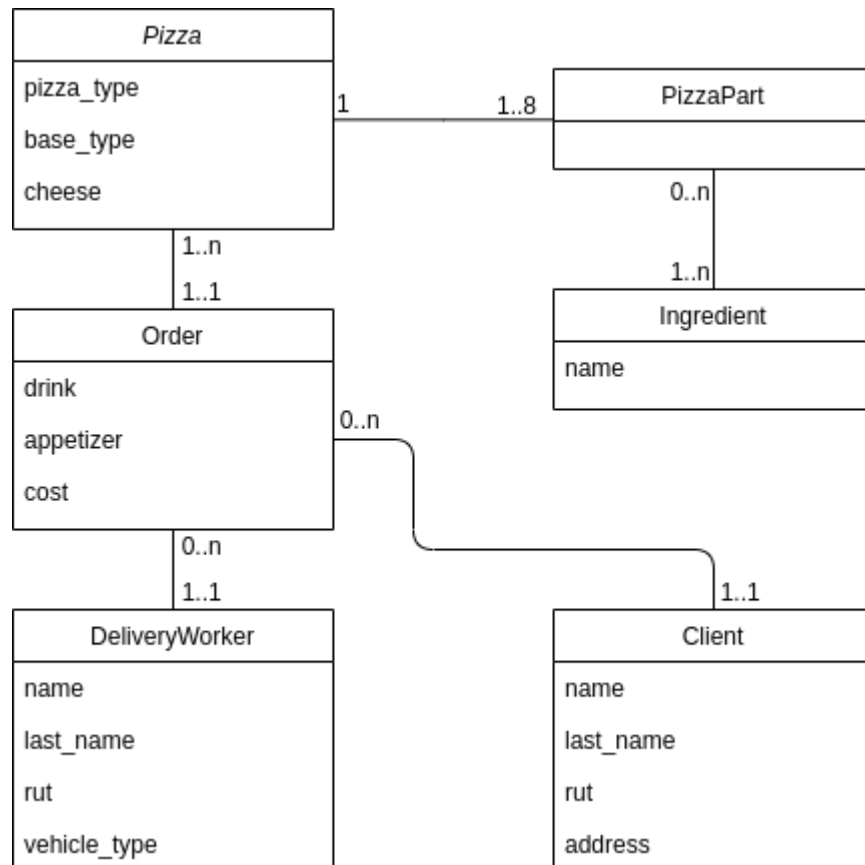 Pizza
pizza_type
base_type
cheese
1
1..8
PizzaPart
0..n
1..n
Ingredient
name
1..n
1..1
Order
drink
appetizer
cost
0..n
0..n
1..1
DeliveryWorker
name
last_name
rut
vehicle_type
1..1
Client
name
last_name
rut
address